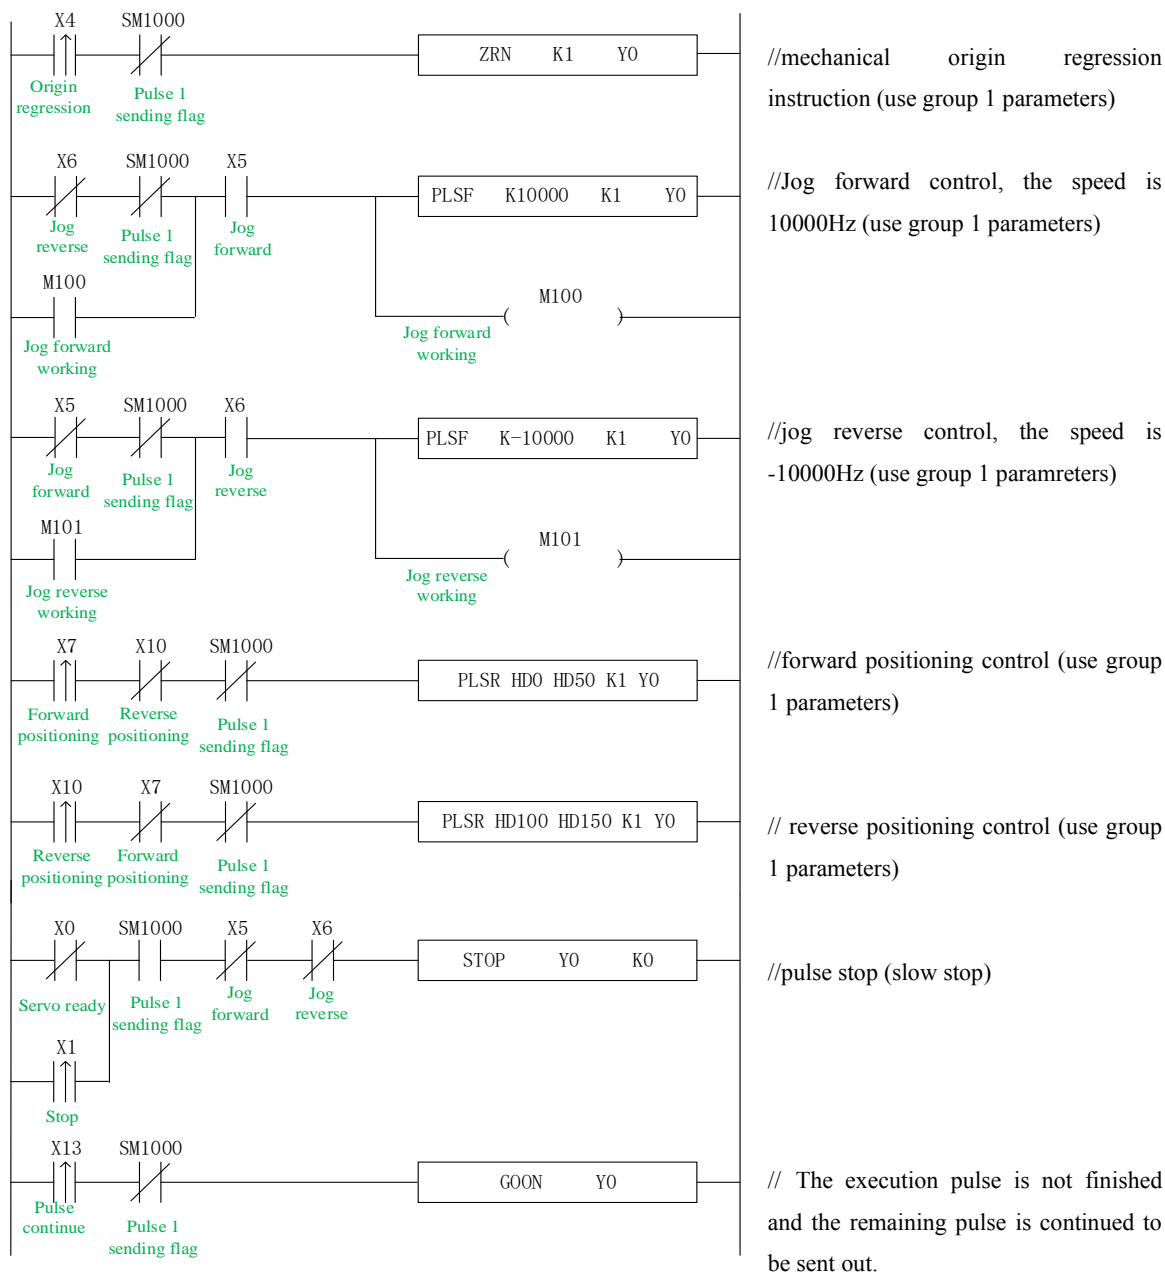 X4 SM1000
ZRN K1 Y0
Origin
regression
Pulse 1
sending flag
//mechanical origin regression
instruction (use group 1 parameters)
X6 SM1000 X5
PLSF K10000 K1 Y0
Jog
reverse
Pulse 1
sending flag
Jog
forward
//Jog forward control, the speed is
10000Hz (use group 1 parameters)
M100
M100
( )
Jog forward
working
Jog forward
working
X5 SM1000 X6
PLSF K-10000 K1 Y0
Jog
forward
Pulse 1
sending flag
Jog
reverse
//jog reverse control, the speed is
-10000Hz (use group 1 paramreters)
M101
M101
( )
Jog reverse
working
Jog reverse
working
X7 X10 SM1000
PLSR HD0 HD50 K1 Y0
Forward
positioning
Reverse
positioning
Pulse 1
sending flag
//forward positioning control (use group
1 parameters)
X10 X7 SM1000
PLSR HD100 HD150 K1 Y0
Reverse
positioning
Forward
positioning
Pulse 1
sending flag
// reverse positioning control (use group
1 parameters)
X0 SM1000 X5 X6
STOP Y0 K0
Servo ready
Pulse 1
sending flag
Jog
forward
Jog
reverse
//pulse stop (slow stop)
X1
Stop
X13 SM1000
GOON Y0
Pulse
continue
Pulse 1
sending flag
// The execution pulse is not finished
and the remaining pulse is continued to
be sent out.